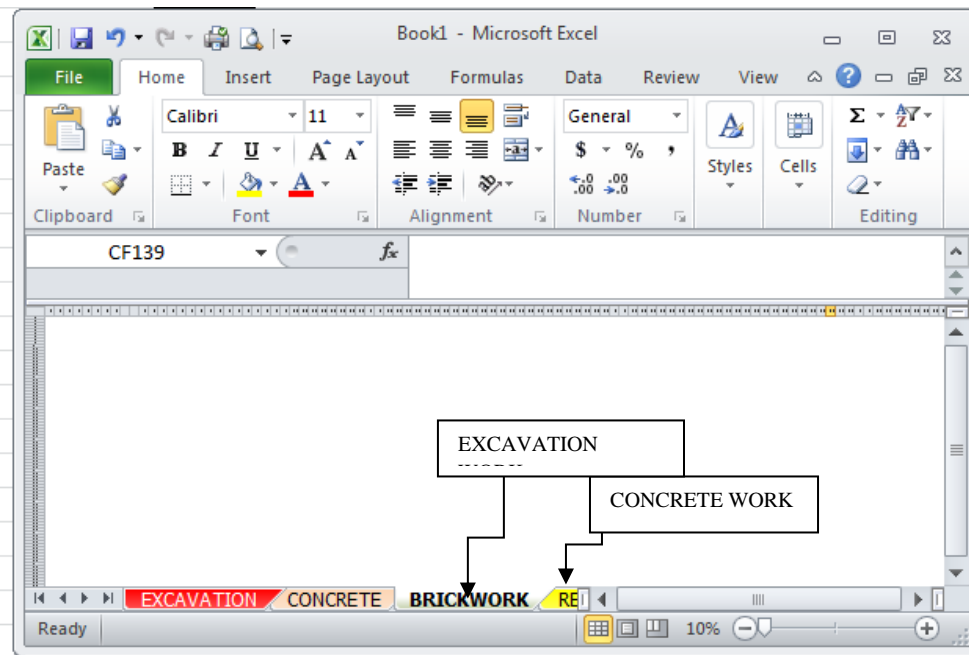 Book1 - Microsoft Excel
File Home Insert Page Layout Formulas Data Review View
Paste
Calibri 11
B I U A A
A
General
$ % ,
.0 .00
.00 .0
Styles
Cells
Σ A Z
Clipboard Font Alignment Number Editing
CF139 fx
EXCAVATION
CONCRETE WORK
EXCAVATION CONCRETE BRICKWORK RE
Ready 10%